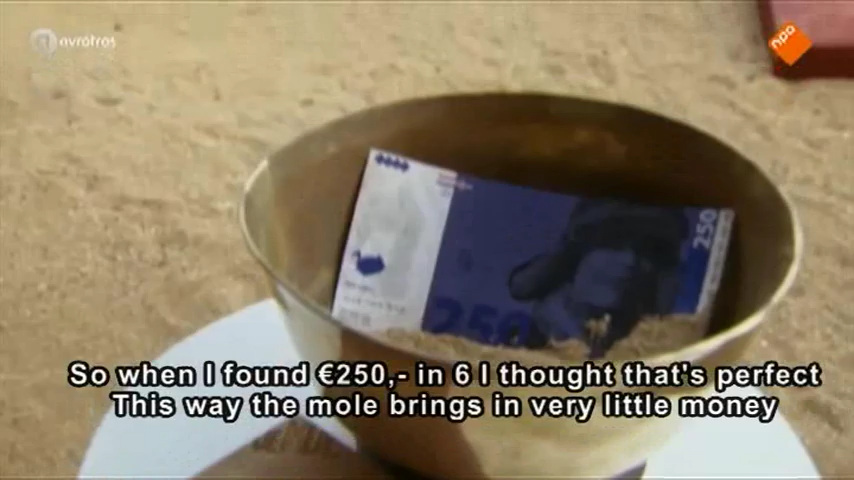 avrotros
npo
250
250
So when I found €250,- in 6 I thought that's perfect
This way the mole brings in very little money